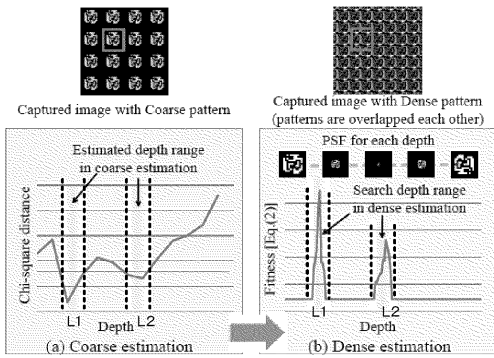 Captured image with Coarse pattern
Captured image with Dense pattern
(patterns are overlapped each other)
Estimated depth range
in coarse estimation
Chi-square distance
L1
Depth
L2
(a) Coarse estimation
PSF for each depth
Search depth range
in dense estimation
Fitness [Eq.(2)]
L1
L2
Depth
(b) Dense estimation